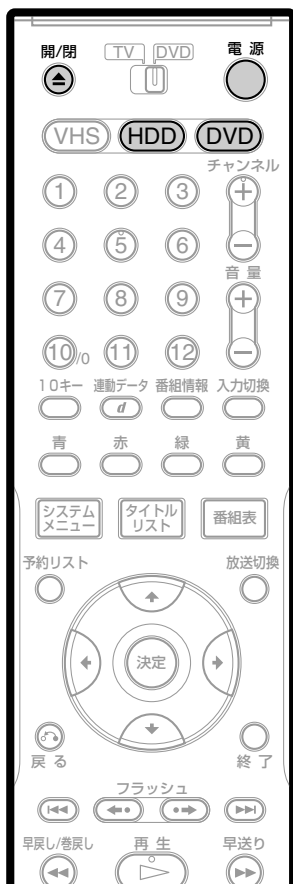 開/閉 TV DVD 電源
VHS HDD DVD
チャンネル
1 2 3 +
4 5 6 −
音量
7 8 9 +
10/0 11 12 −
10キー 連動データ 番組情報 入力切換
d
青 赤 緑 黄
システムメニュー タイトルリスト 番組表
予約リスト 放送切換
決定
戻る 終了
フラッシュ
早戻し/巻戻し 再生 早送り